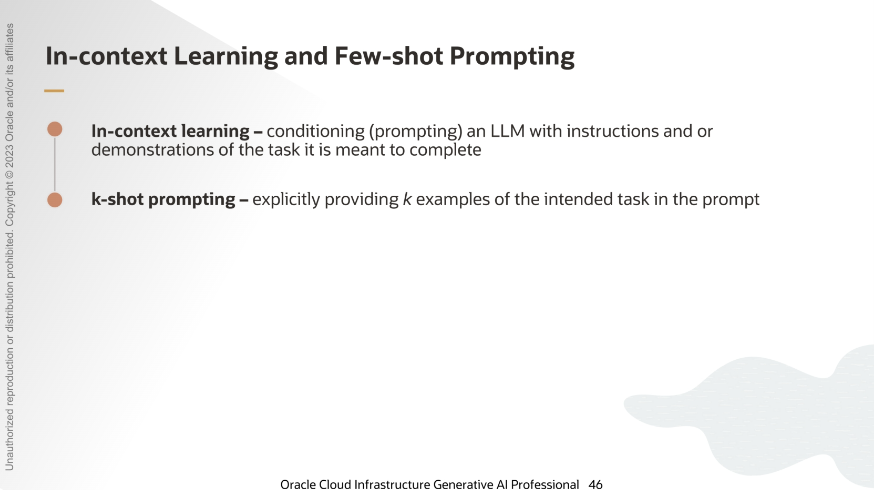 In-context Learning and Few-shot Prompting
In-context learning – conditioning (prompting) an LLM with instructions and or
demonstrations of the task it is meant to complete
k-shot prompting – explicitly providing k examples of the intended task in the prompt
Unauthorized reproduction or distribution prohibited. Copyright © 2023 Oracle and/or its affiliates
Oracle Cloud Infrastructure Generative AI Professional 46